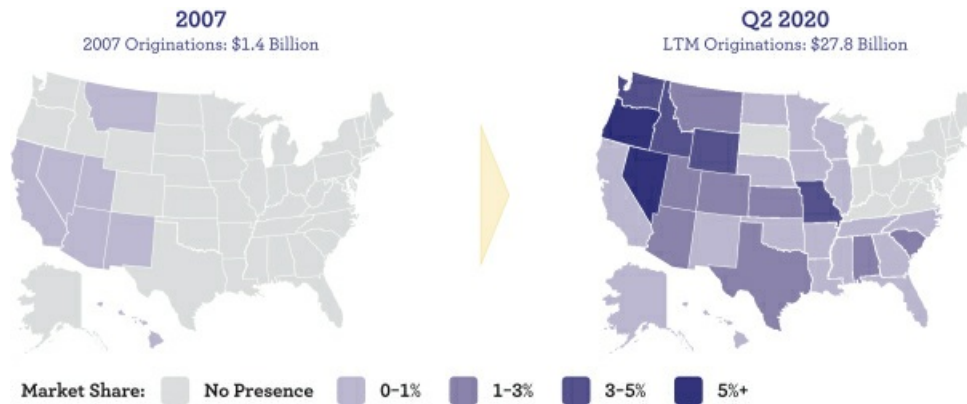 2007
2007 Originations: $1.4 Billion
Q2 2020
LTM Originations: $27.8 Billion
Market Share: No Presence 0–1% 1–3% 3–5% 5%+